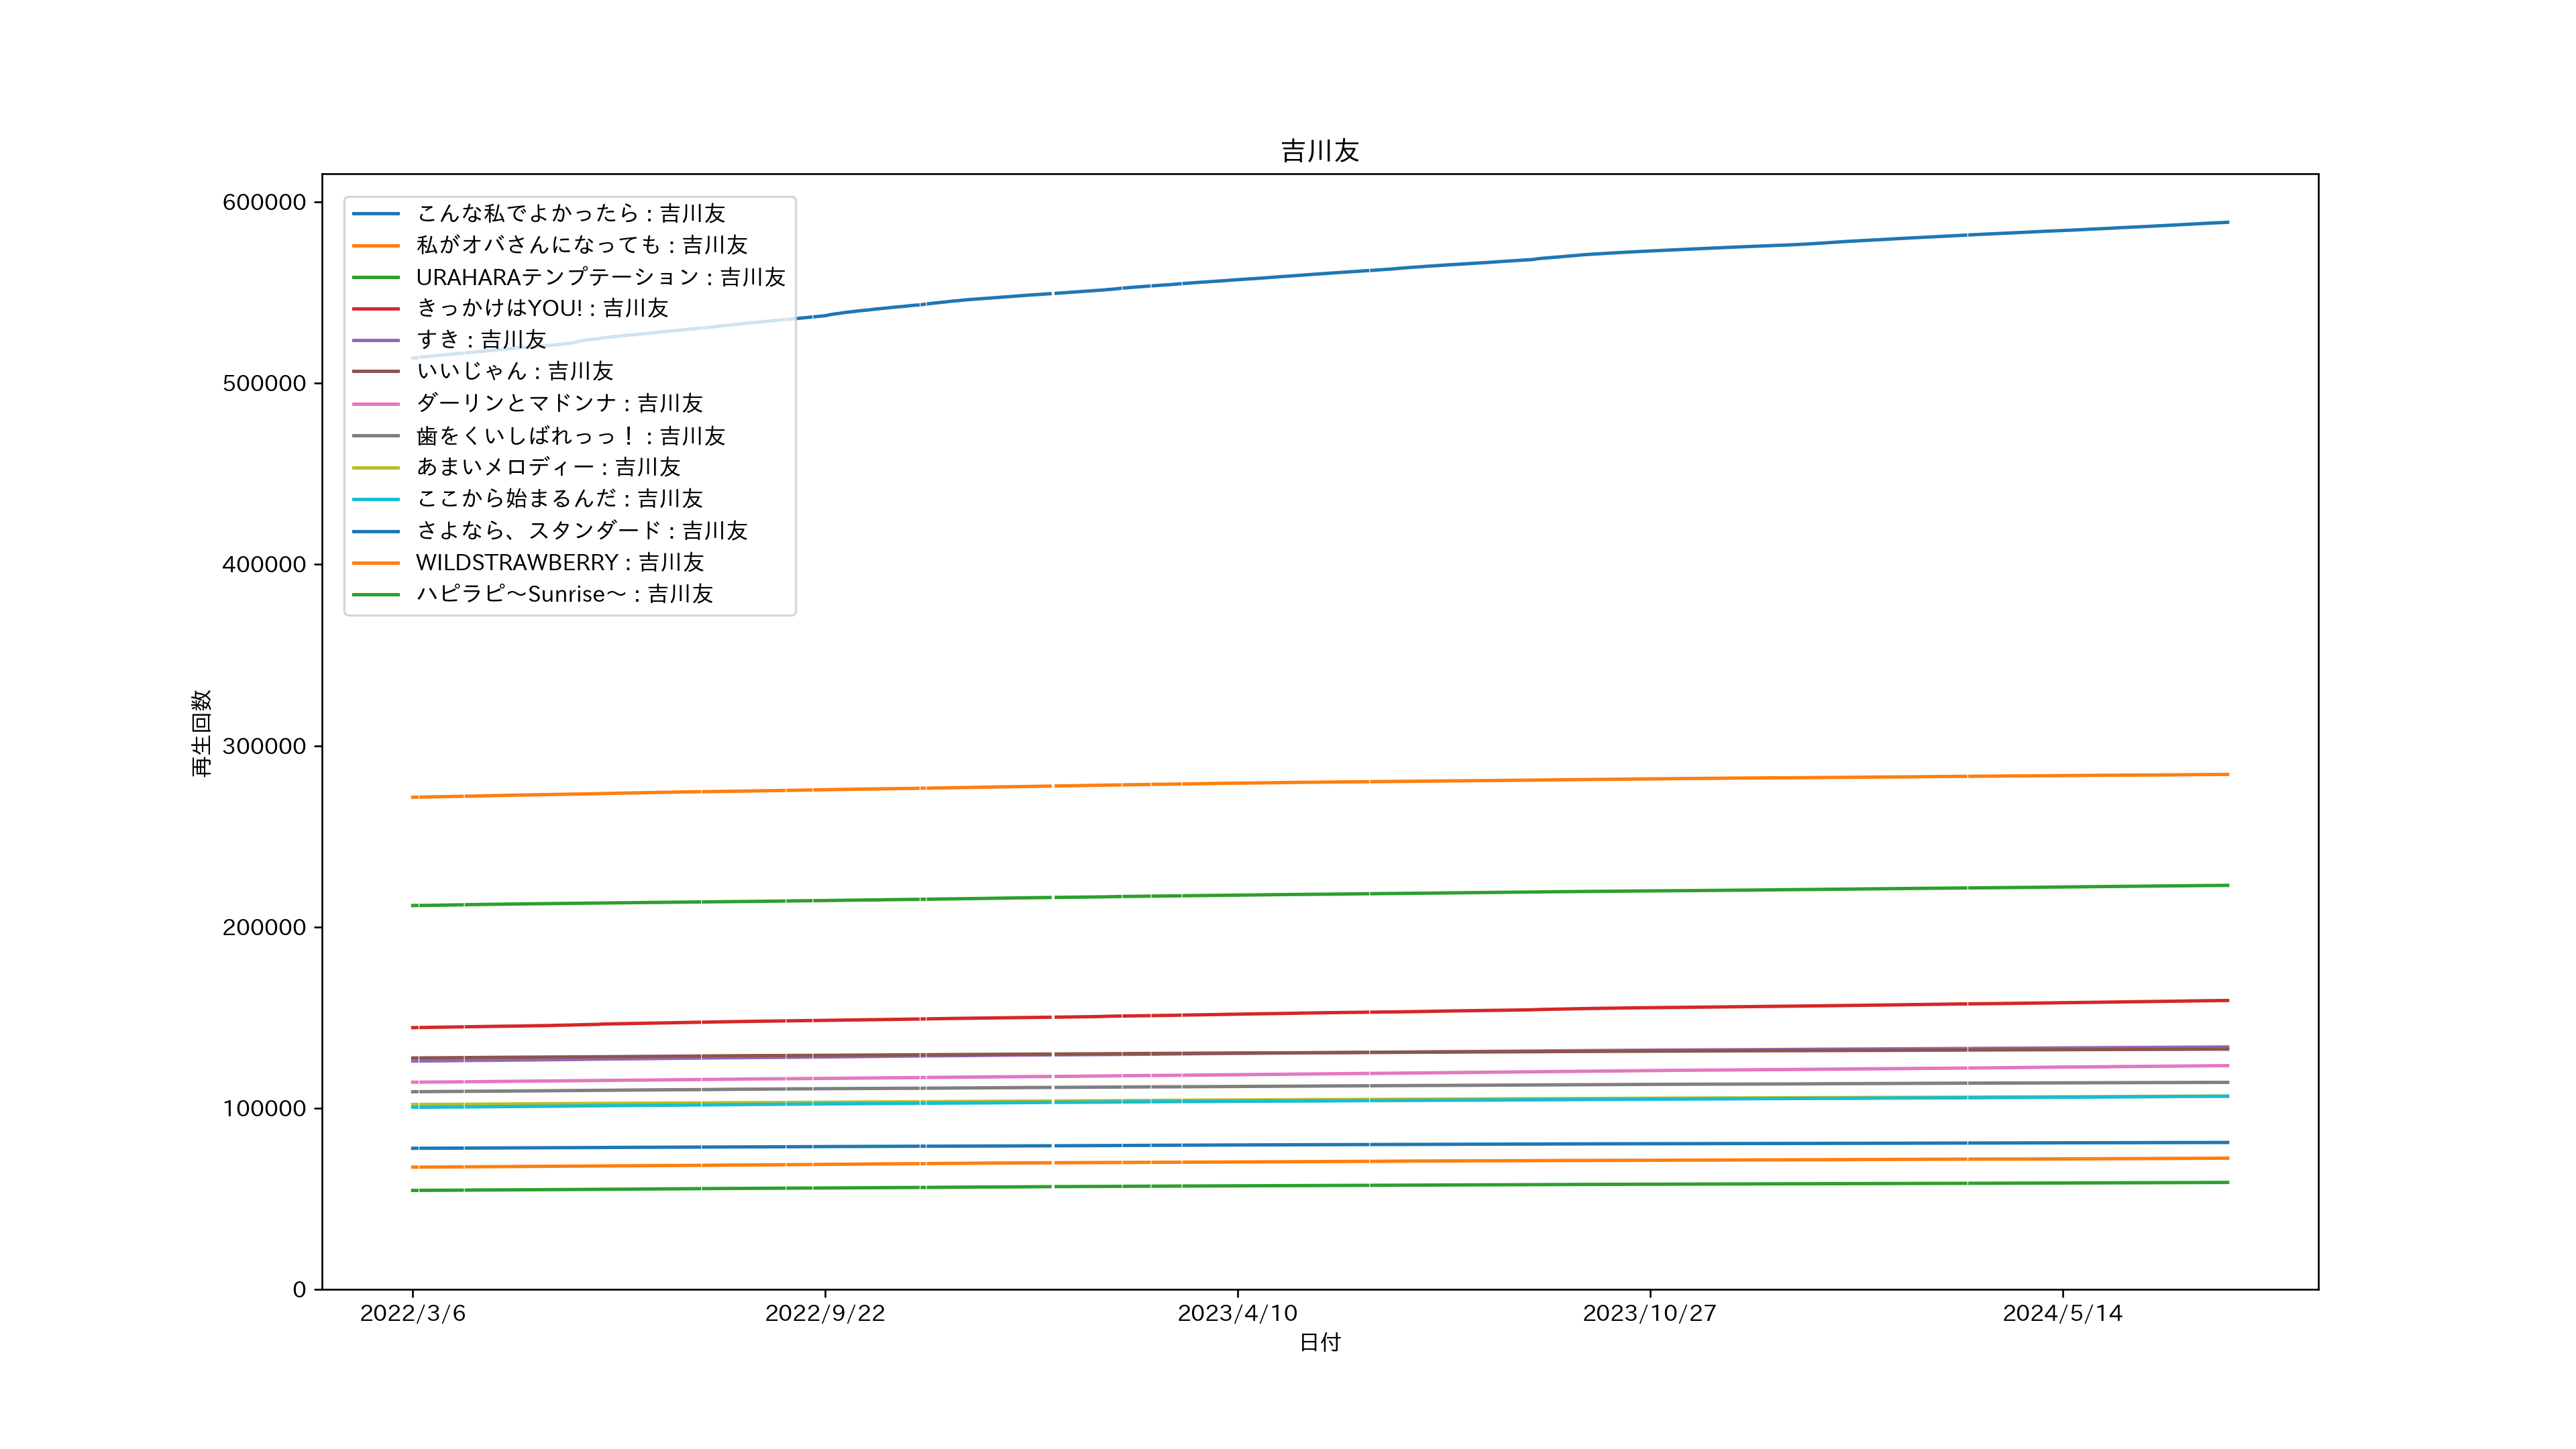 吉川友
600000
500000
400000
300000
200000
100000
0
再生回数
こんな私でよかったら : 吉川友
私がオバさんになっても : 吉川友
URAHARAテンプテーション : 吉川友
きっかけはYOU! : 吉川友
すき : 吉川友
いいじゃん : 吉川友
ダーリンとマドンナ : 吉川友
歯をくいしばれっっ! : 吉川友
あまいメロディー : 吉川友
ここから始まるんだ : 吉川友
さよなら、スタンダード : 吉川友
WILDSTRAWBERRY : 吉川友
ハピラピ〜Sunrise〜 : 吉川友
2022/3/6 2022/9/22 2023/4/10 2023/10/27 2024/5/14
日付